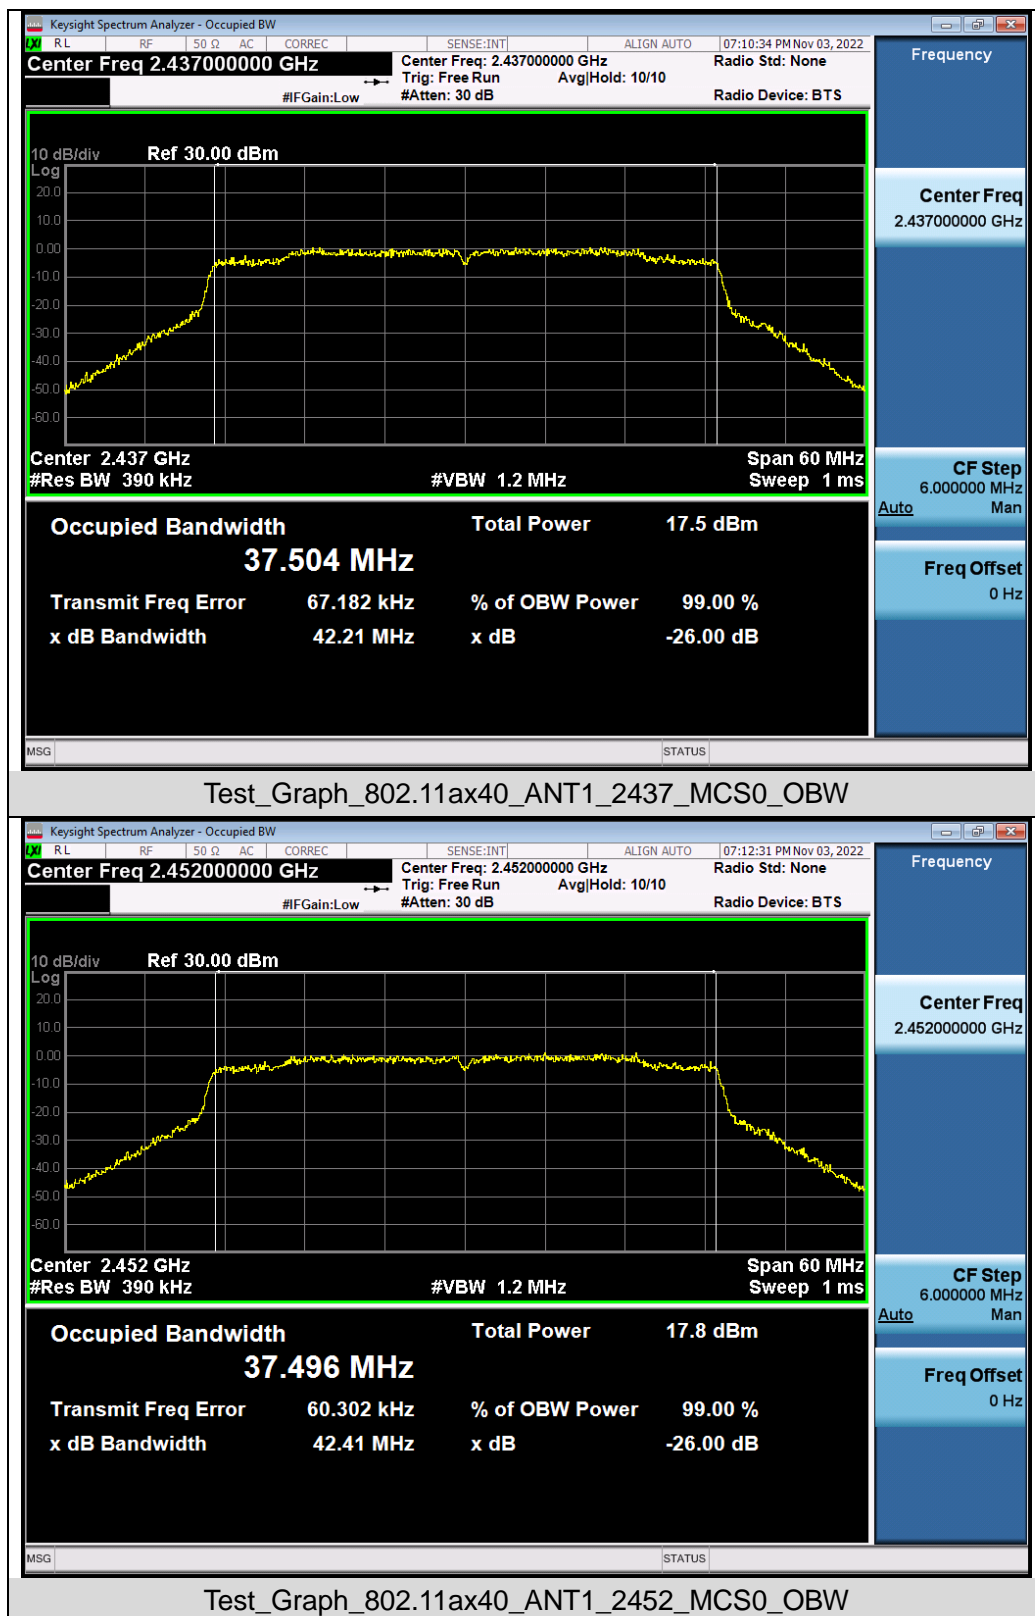 Keysight Spectrum Analyzer - Occupied BW
LXI RL RF 50 Ω AC CORREC SENSE:INT ALIGN AUTO 07:10:34 PM Nov 03, 2022
Center Freq 2.437000000 GHz Center Freq: 2.437000000 GHz Radio Std: None
Trig: Free Run Avg|Hold: 10/10
#IFGain:Low #Atten: 30 dB Radio Device: BTS
Frequency
10 dB/div Ref 30.00 dBm
Log
20.0
10.0
0.00
-10.0
-20.0
-30.0
-40.0
-50.0
-60.0
Center Freq
2.437000000 GHz
Center 2.437 GHz Span 60 MHz
#Res BW 390 kHz #VBW 1.2 MHz Sweep 1 ms
CF Step
6.000000 MHz
Auto Man
Occupied Bandwidth Total Power 17.5 dBm
37.504 MHz
Transmit Freq Error 67.182 kHz % of OBW Power 99.00 %
x dB Bandwidth 42.21 MHz x dB -26.00 dB
Freq Offset
0 Hz
MSG STATUS
Test_Graph_802.11ax40_ANT1_2437_MCS0_OBW
Keysight Spectrum Analyzer - Occupied BW
LXI RL RF 50 Ω AC CORREC SENSE:INT ALIGN AUTO 07:12:31 PM Nov 03, 2022
Center Freq 2.452000000 GHz Center Freq: 2.452000000 GHz Radio Std: None
Trig: Free Run Avg|Hold: 10/10
#IFGain:Low #Atten: 30 dB Radio Device: BTS
Frequency
10 dB/div Ref 30.00 dBm
Log
20.0
10.0
0.00
-10.0
-20.0
-30.0
-40.0
-50.0
-60.0
Center Freq
2.452000000 GHz
Center 2.452 GHz Span 60 MHz
#Res BW 390 kHz #VBW 1.2 MHz Sweep 1 ms
CF Step
6.000000 MHz
Auto Man
Occupied Bandwidth Total Power 17.8 dBm
37.496 MHz
Transmit Freq Error 60.302 kHz % of OBW Power 99.00 %
x dB Bandwidth 42.41 MHz x dB -26.00 dB
Freq Offset
0 Hz
MSG STATUS
Test_Graph_802.11ax40_ANT1_2452_MCS0_OBW